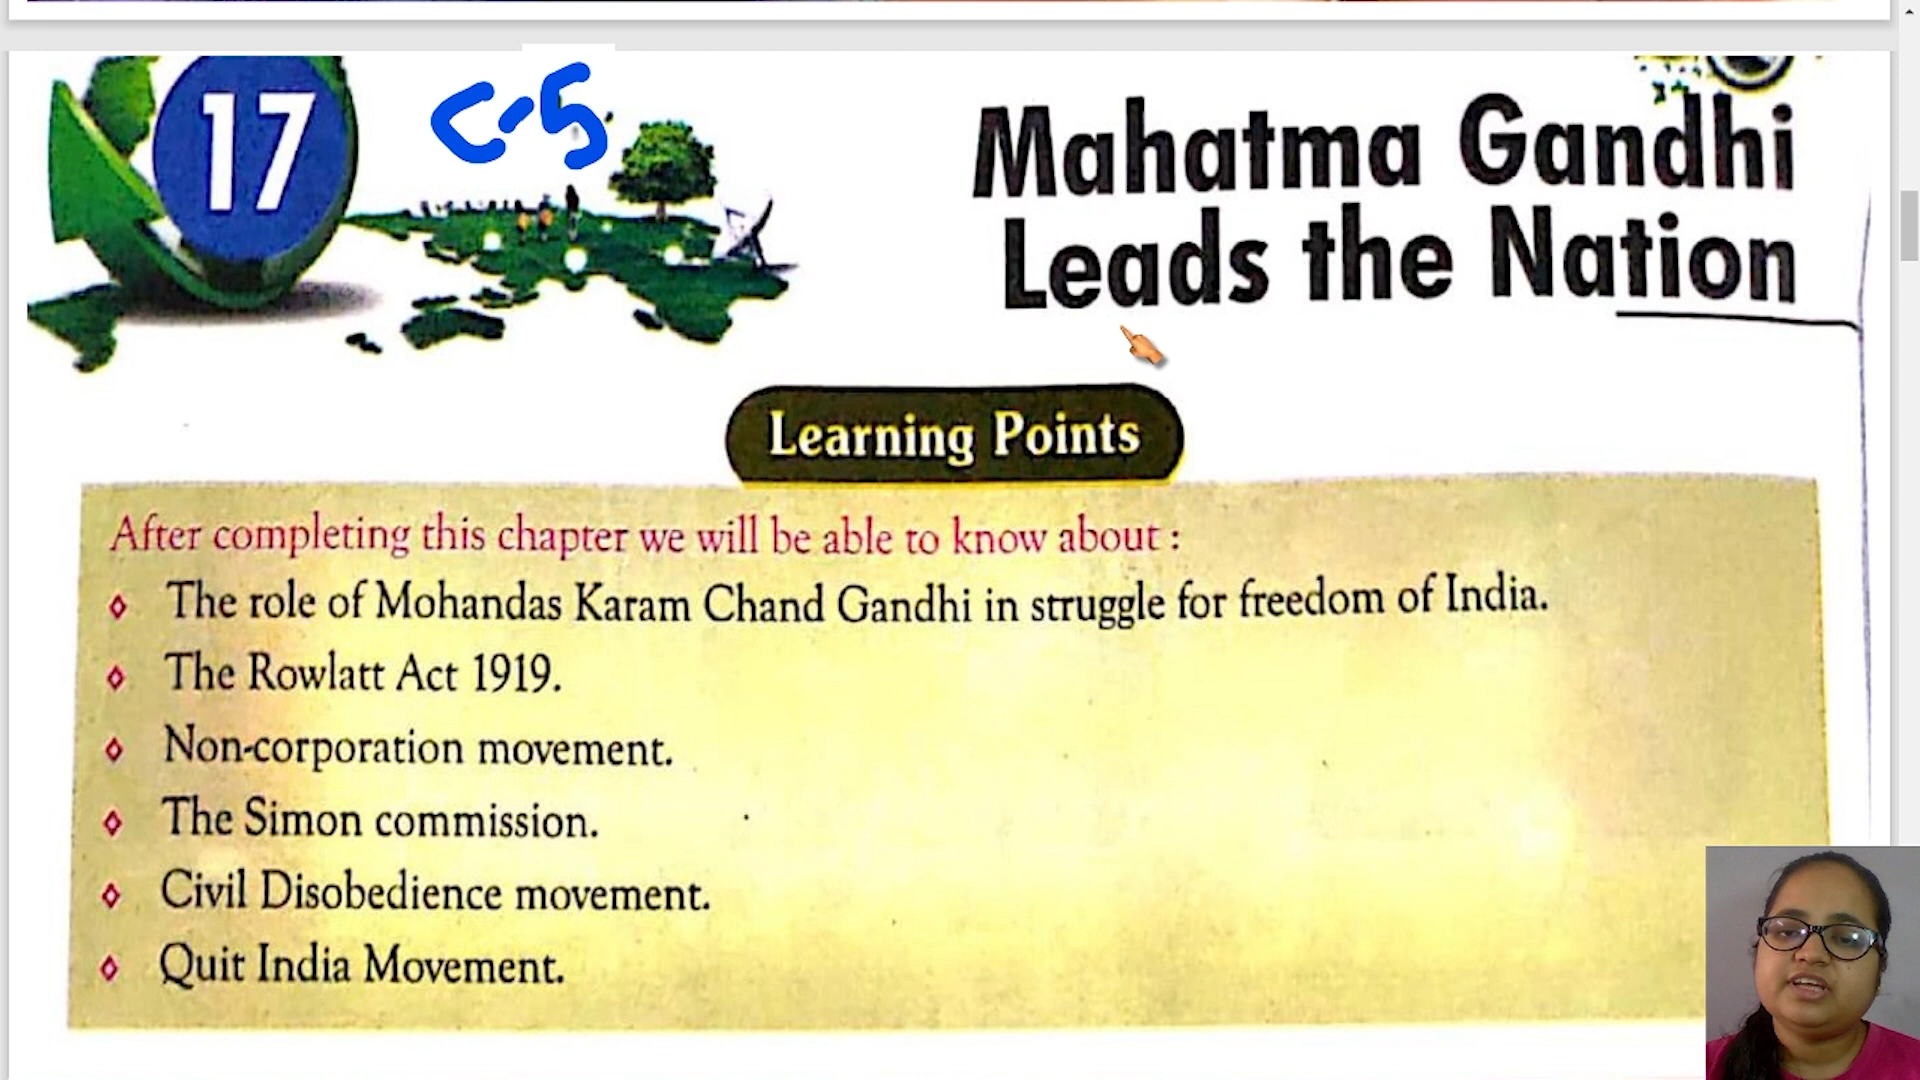 17
C-5
Mahatma Gandhi
Leads the Nation
Learning Points
After completing this chapter we will be able to know about :
The role of Mohandas Karam Chand Gandhi in struggle for freedom of India.
The Rowlatt Act 1919.
Non-corporation movement.
The Simon commission.
Civil Disobedience movement.
Quit India Movement.